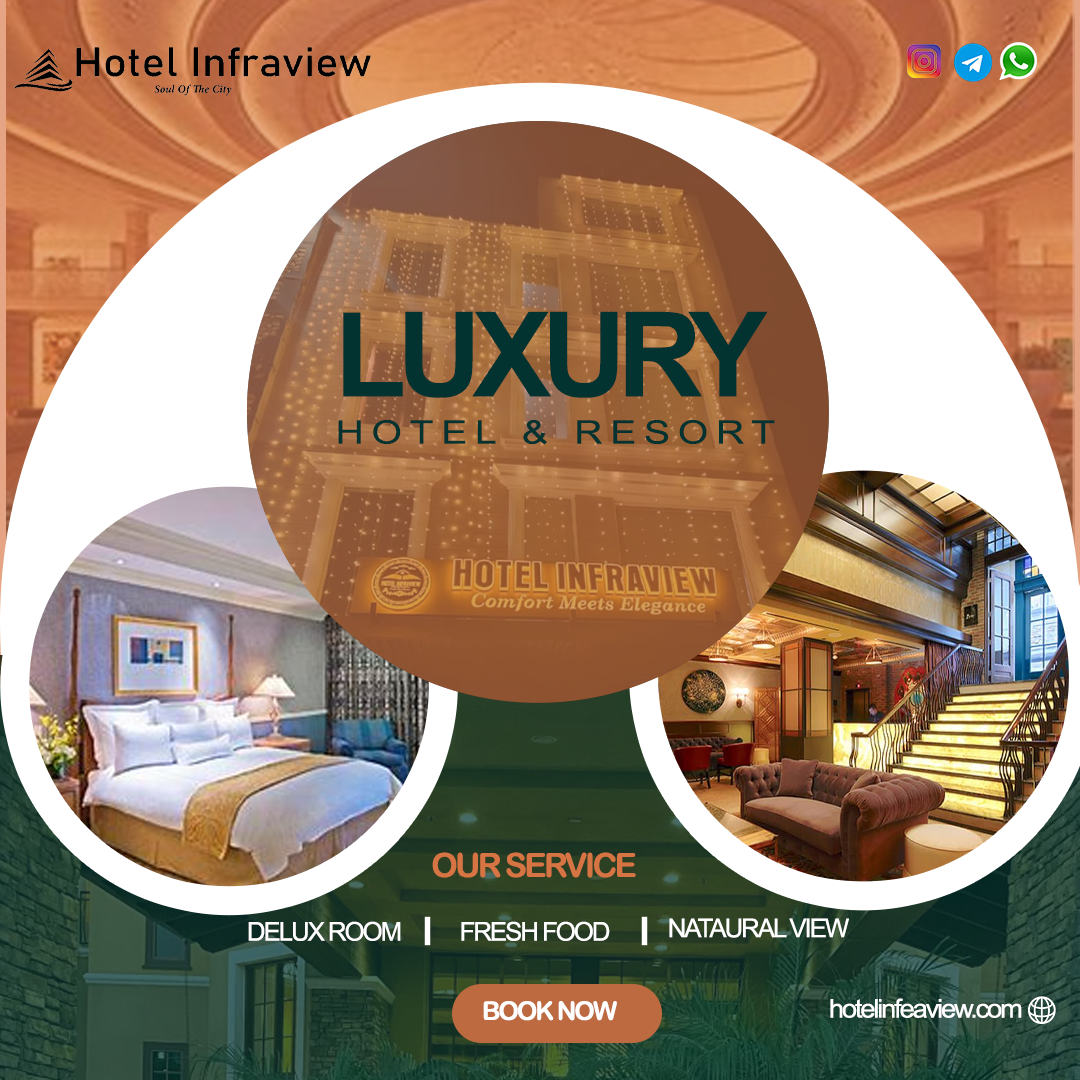 Hotel Infraview
Soul Of The City
LUXURY
HOTEL & RESORT
HOTEL INFRAVIEW
Comfort Meets Elegance
OUR SERVICE
DELUX ROOM | FRESH FOOD | NATAURAL VIEW
BOOK NOW
hotelinfeaview.com